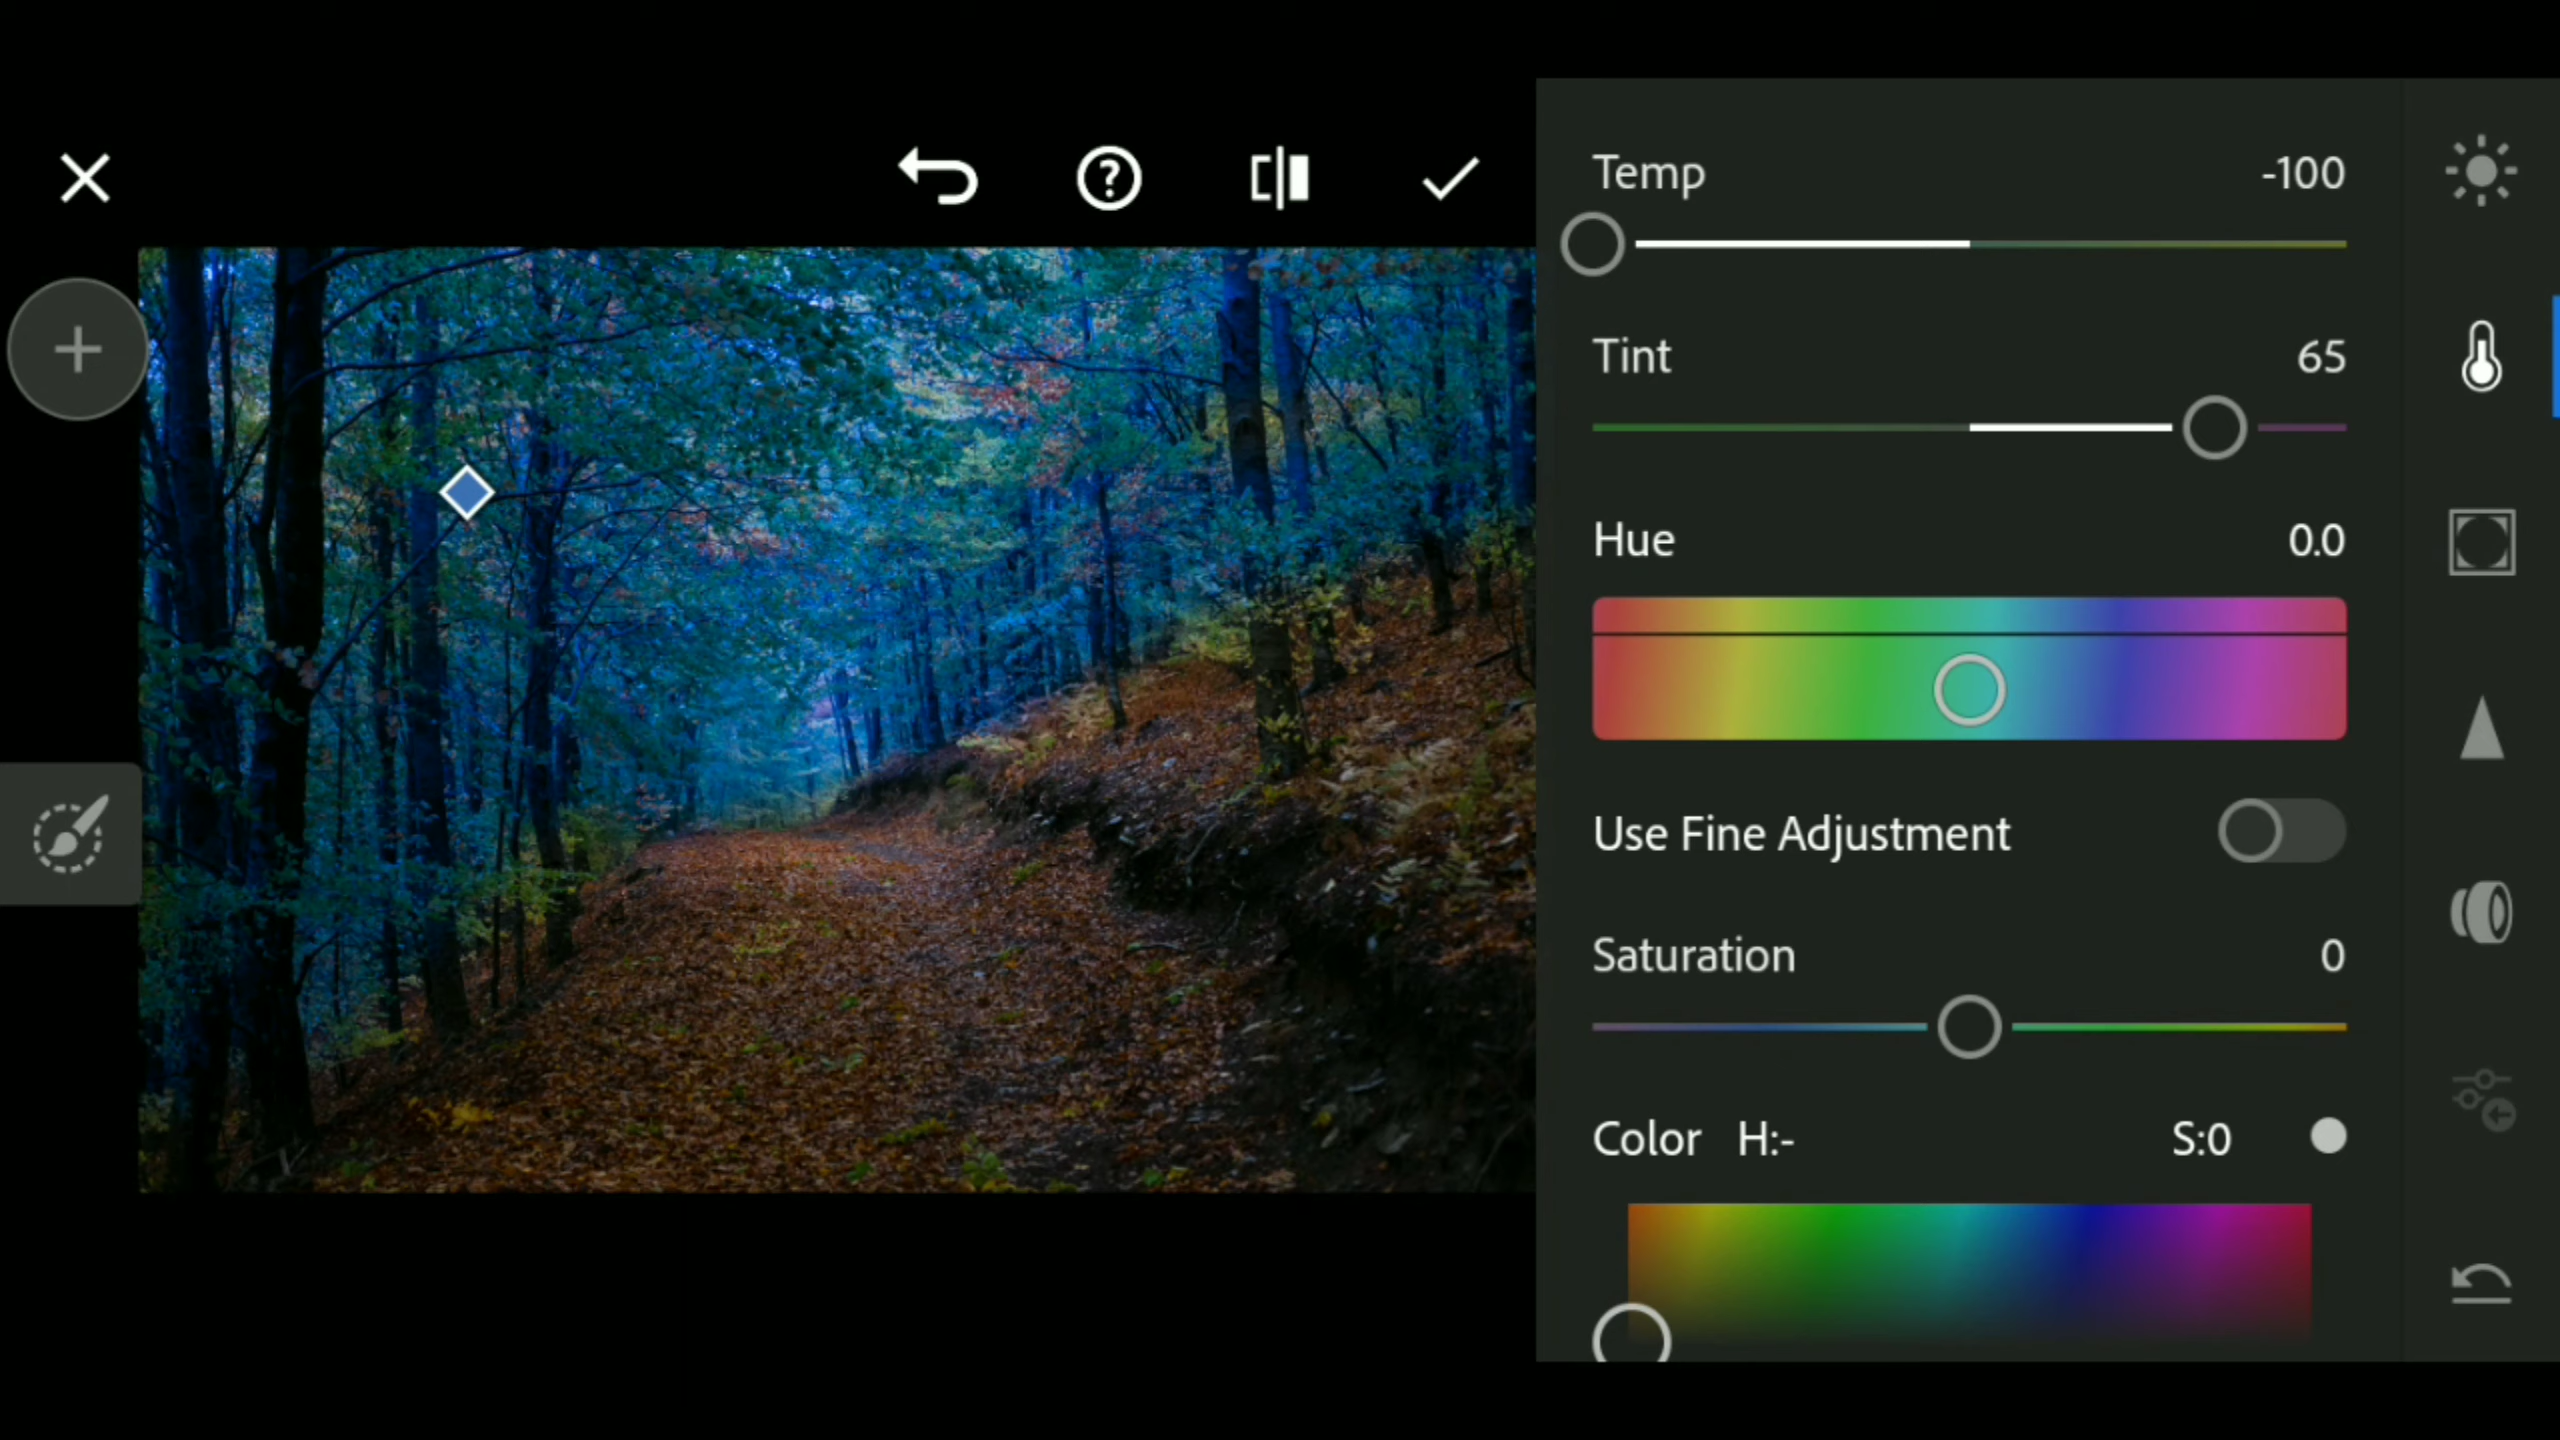 Temp -100
Tint 65
Hue 0.0
Use Fine Adjustment
Saturation 0
Color H:- S:0